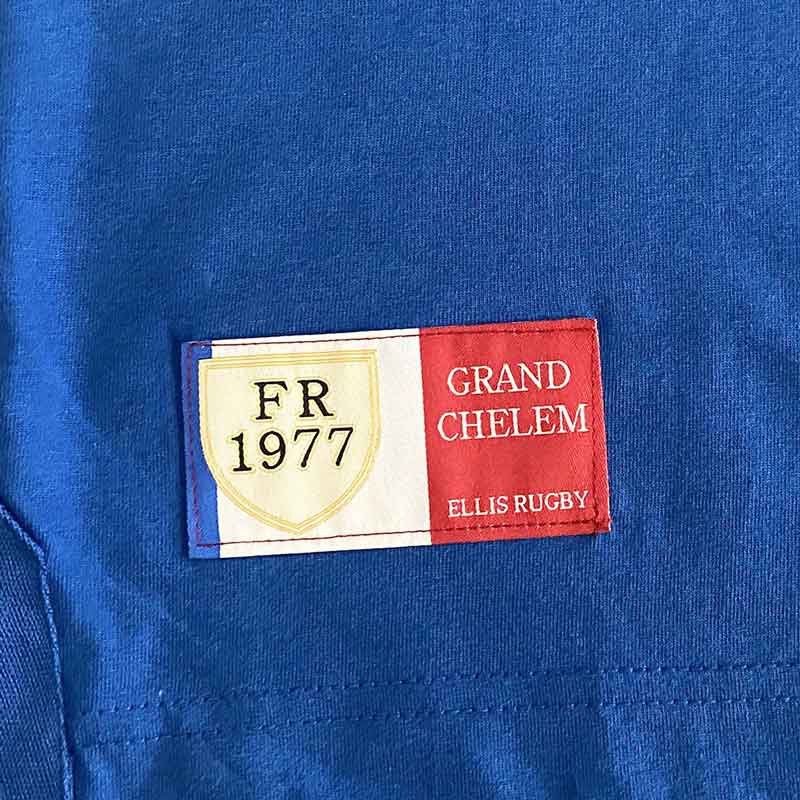 FR
1977
GRAND
CHELEM
ELLIS RUGBY